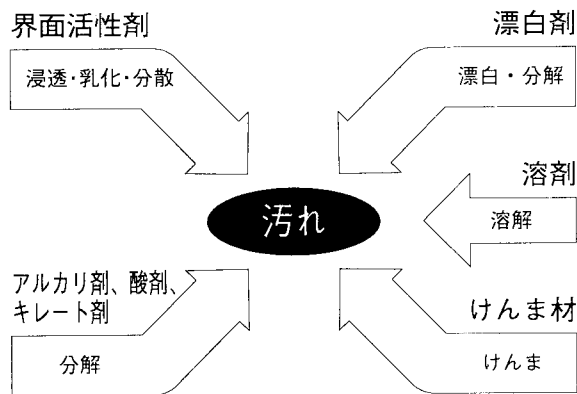 界面活性剤
浸透・乳化・分散
漂白剤
漂白・分解
溶剤
溶解
汚れ
アルカリ剤、酸剤、
キレート剤
分解
けんま材
けんま